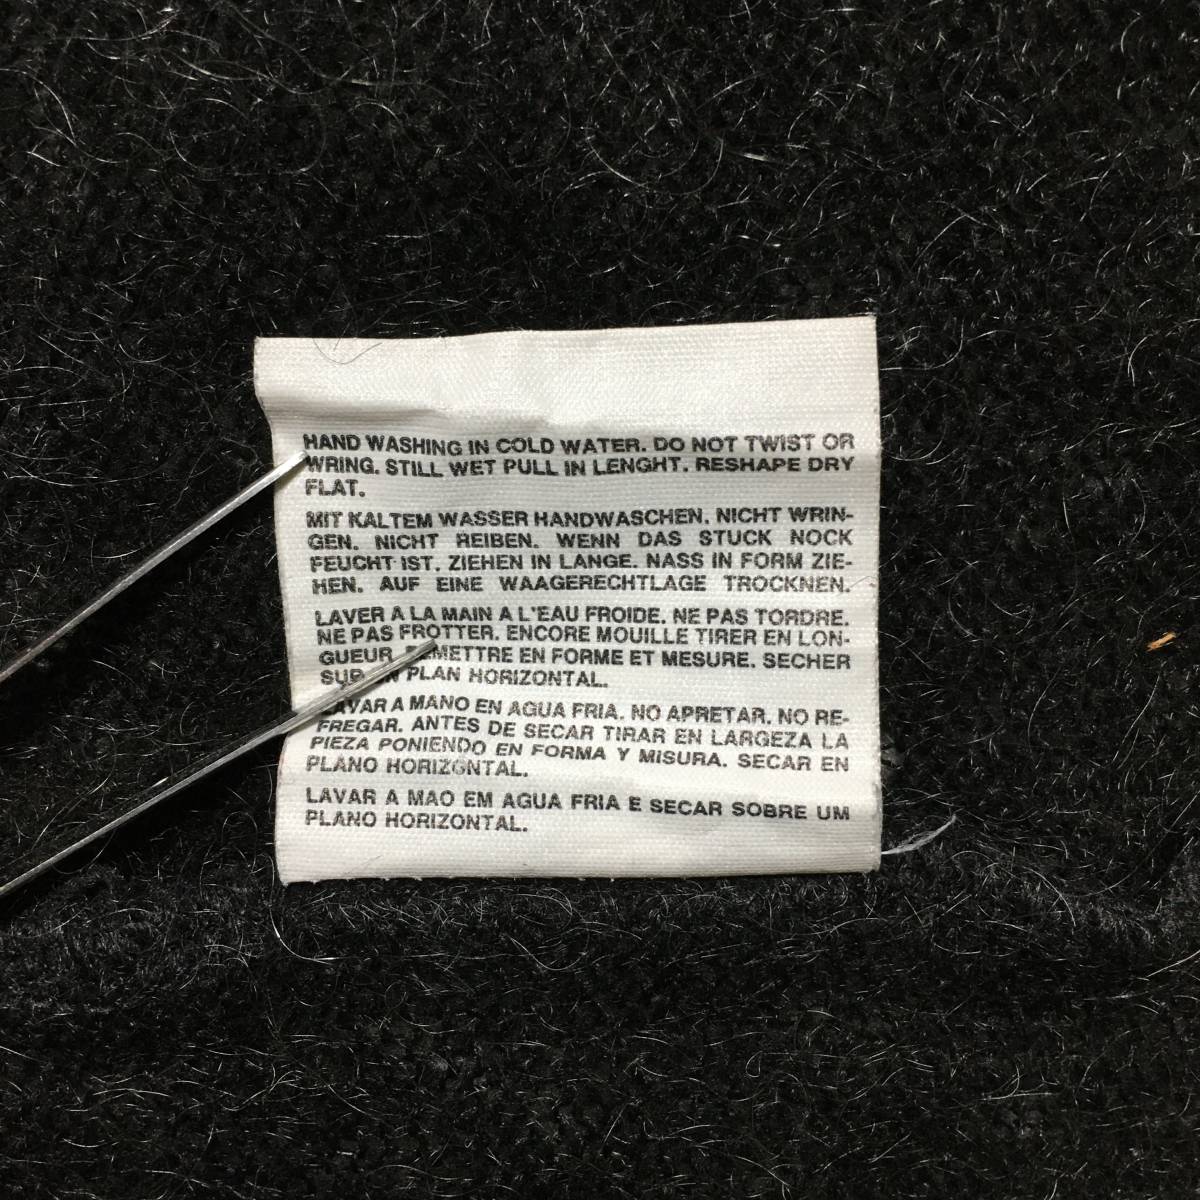 HAND WASHING IN COLD WATER. DO NOT TWIST OR
WRING. STILL WET PULL IN LENGHT. RESHAPE DRY
FLAT.
MIT KALTEM WASSER HANDWASCHEN. NICHT WRIN-
GEN. NICHT REIBEN. WENN DAS STUCK NOCK
FEUCHT IST. ZIEHEN IN LANGE. NASS IN FORM ZIE-
HEN. AUF EINE WAAGERECHTLAGE TROCKNEN.
LAVER A LA MAIN A L'EAU FROIDE. NE PAS TORDRE.
NE PAS FROTTER. ENCORE MOUILLE TIRER EN LON-
GUEUR. REMETTRE EN FORME ET MESURE. SECHER
SUR UN PLAN HORIZONTAL.
LAVAR A MANO EN AGUA FRIA. NO APRETAR. NO RE-
FREGAR. ANTES DE SECAR TIRAR EN LARGEZA LA
PIEZA PONIENDO EN FORMA Y MISURA. SECAR EN
PLANO HORIZONTAL.
LAVAR A MAO EM AGUA FRIA E SECAR SOBRE UM
PLANO HORIZONTAL.